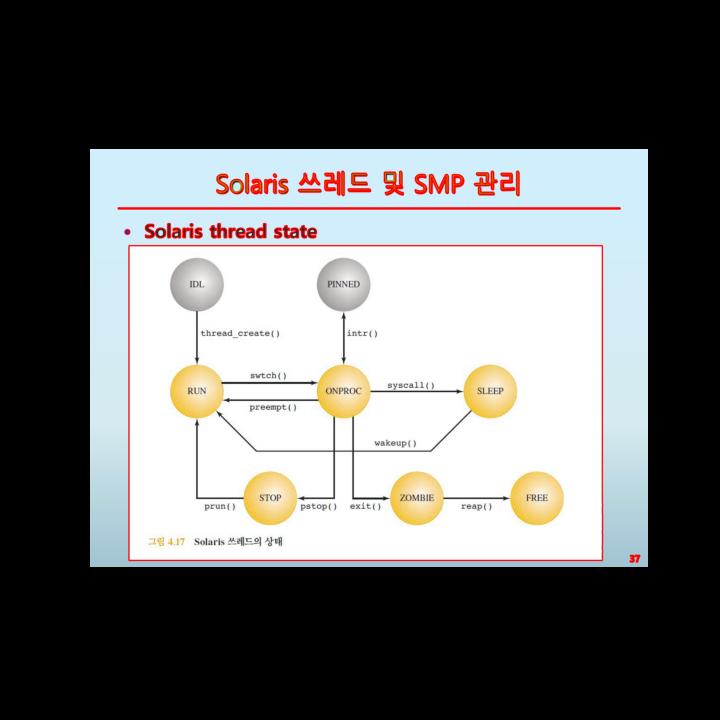 Solaris 쓰레드 및 SMP 관리
• Solaris thread state
IDL
PINNED
thread_create()
intr()
swtch()
syscall()
RUN
ONPROC
SLEEP
preempt()
wakeup()
STOP
ZOMBIE
FREE
prun()
pstop()
exit()
reap()
그림 4.17 Solaris 쓰레드의 상태
37